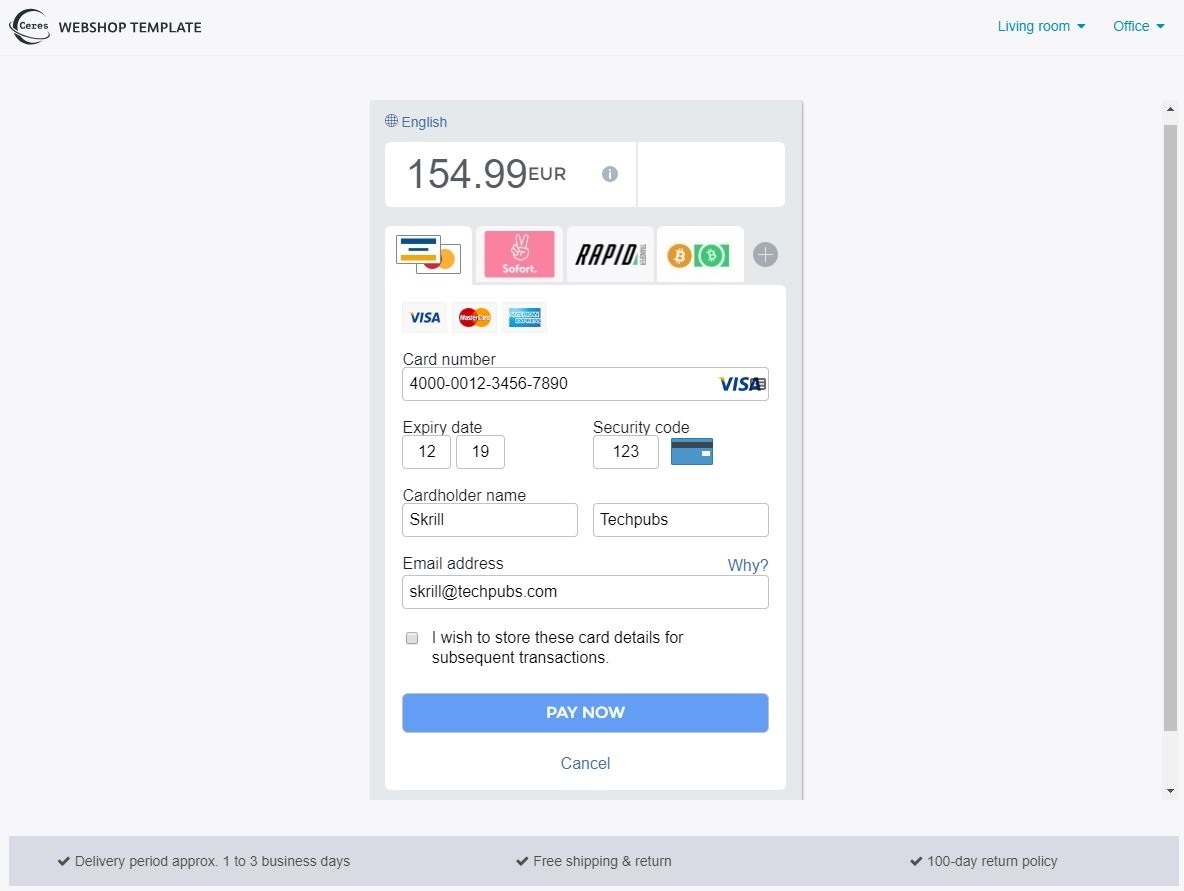 Ceres WEBSHOP TEMPLATE
Living room Office
English
154.99EUR i
Sofort.
RAPID TRANSFER
VISA MasterCard AMERICAN EXPRESS
Card number
4000-0012-3456-7890 VISA
Expiry date Security code
12 19 123
Cardholder name
Skrill Techpubs
Email address Why?
skrill@techpubs.com
I wish to store these card details for
subsequent transactions.
PAY NOW
Cancel
Delivery period approx. 1 to 3 business days Free shipping & return 100-day return policy